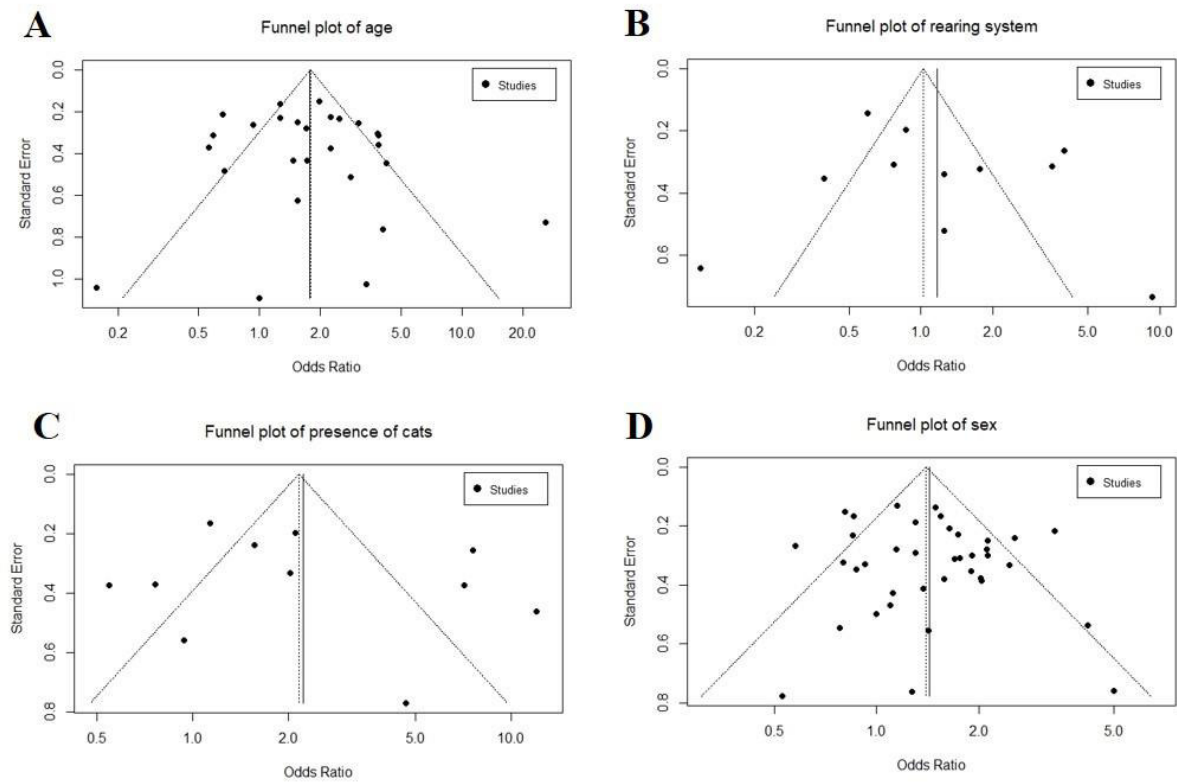 A
Funnel plot of age
Studies
0.0
0.2
0.4
0.6
0.8
1.0
Standard Error
0.2 0.5 1.0 2.0 5.0 10.0 20.0
Odds Ratio
B
Funnel plot of rearing system
Studies
0.0
0.2
0.4
0.6
Standard Error
0.2 0.5 1.0 2.0 5.0 10.0
Odds Ratio
C
Funnel plot of presence of cats
Studies
0.0
0.2
0.4
0.6
0.8
Standard Error
0.5 1.0 2.0 5.0 10.0
Odds Ratio
D
Funnel plot of sex
Studies
0.0
0.2
0.4
0.6
0.8
Standard Error
0.5 1.0 2.0 5.0
Odds Ratio